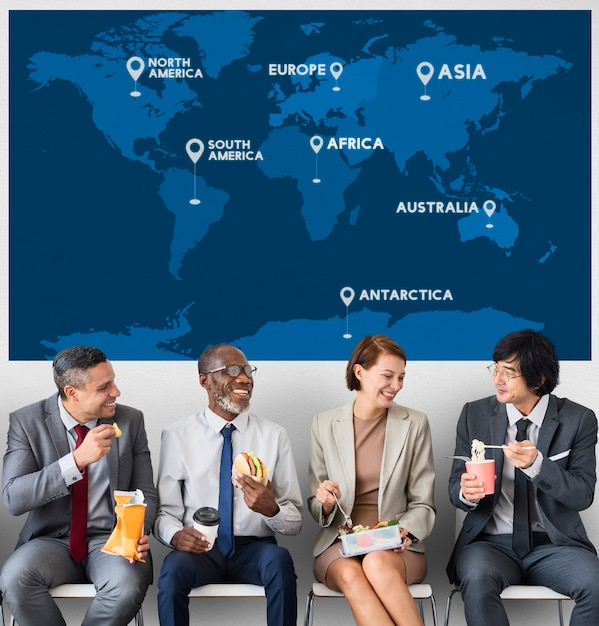 NORTH
AMERICA
EUROPE
ASIA
SOUTH
AMERICA
AFRICA
AUSTRALIA
ANTARCTICA